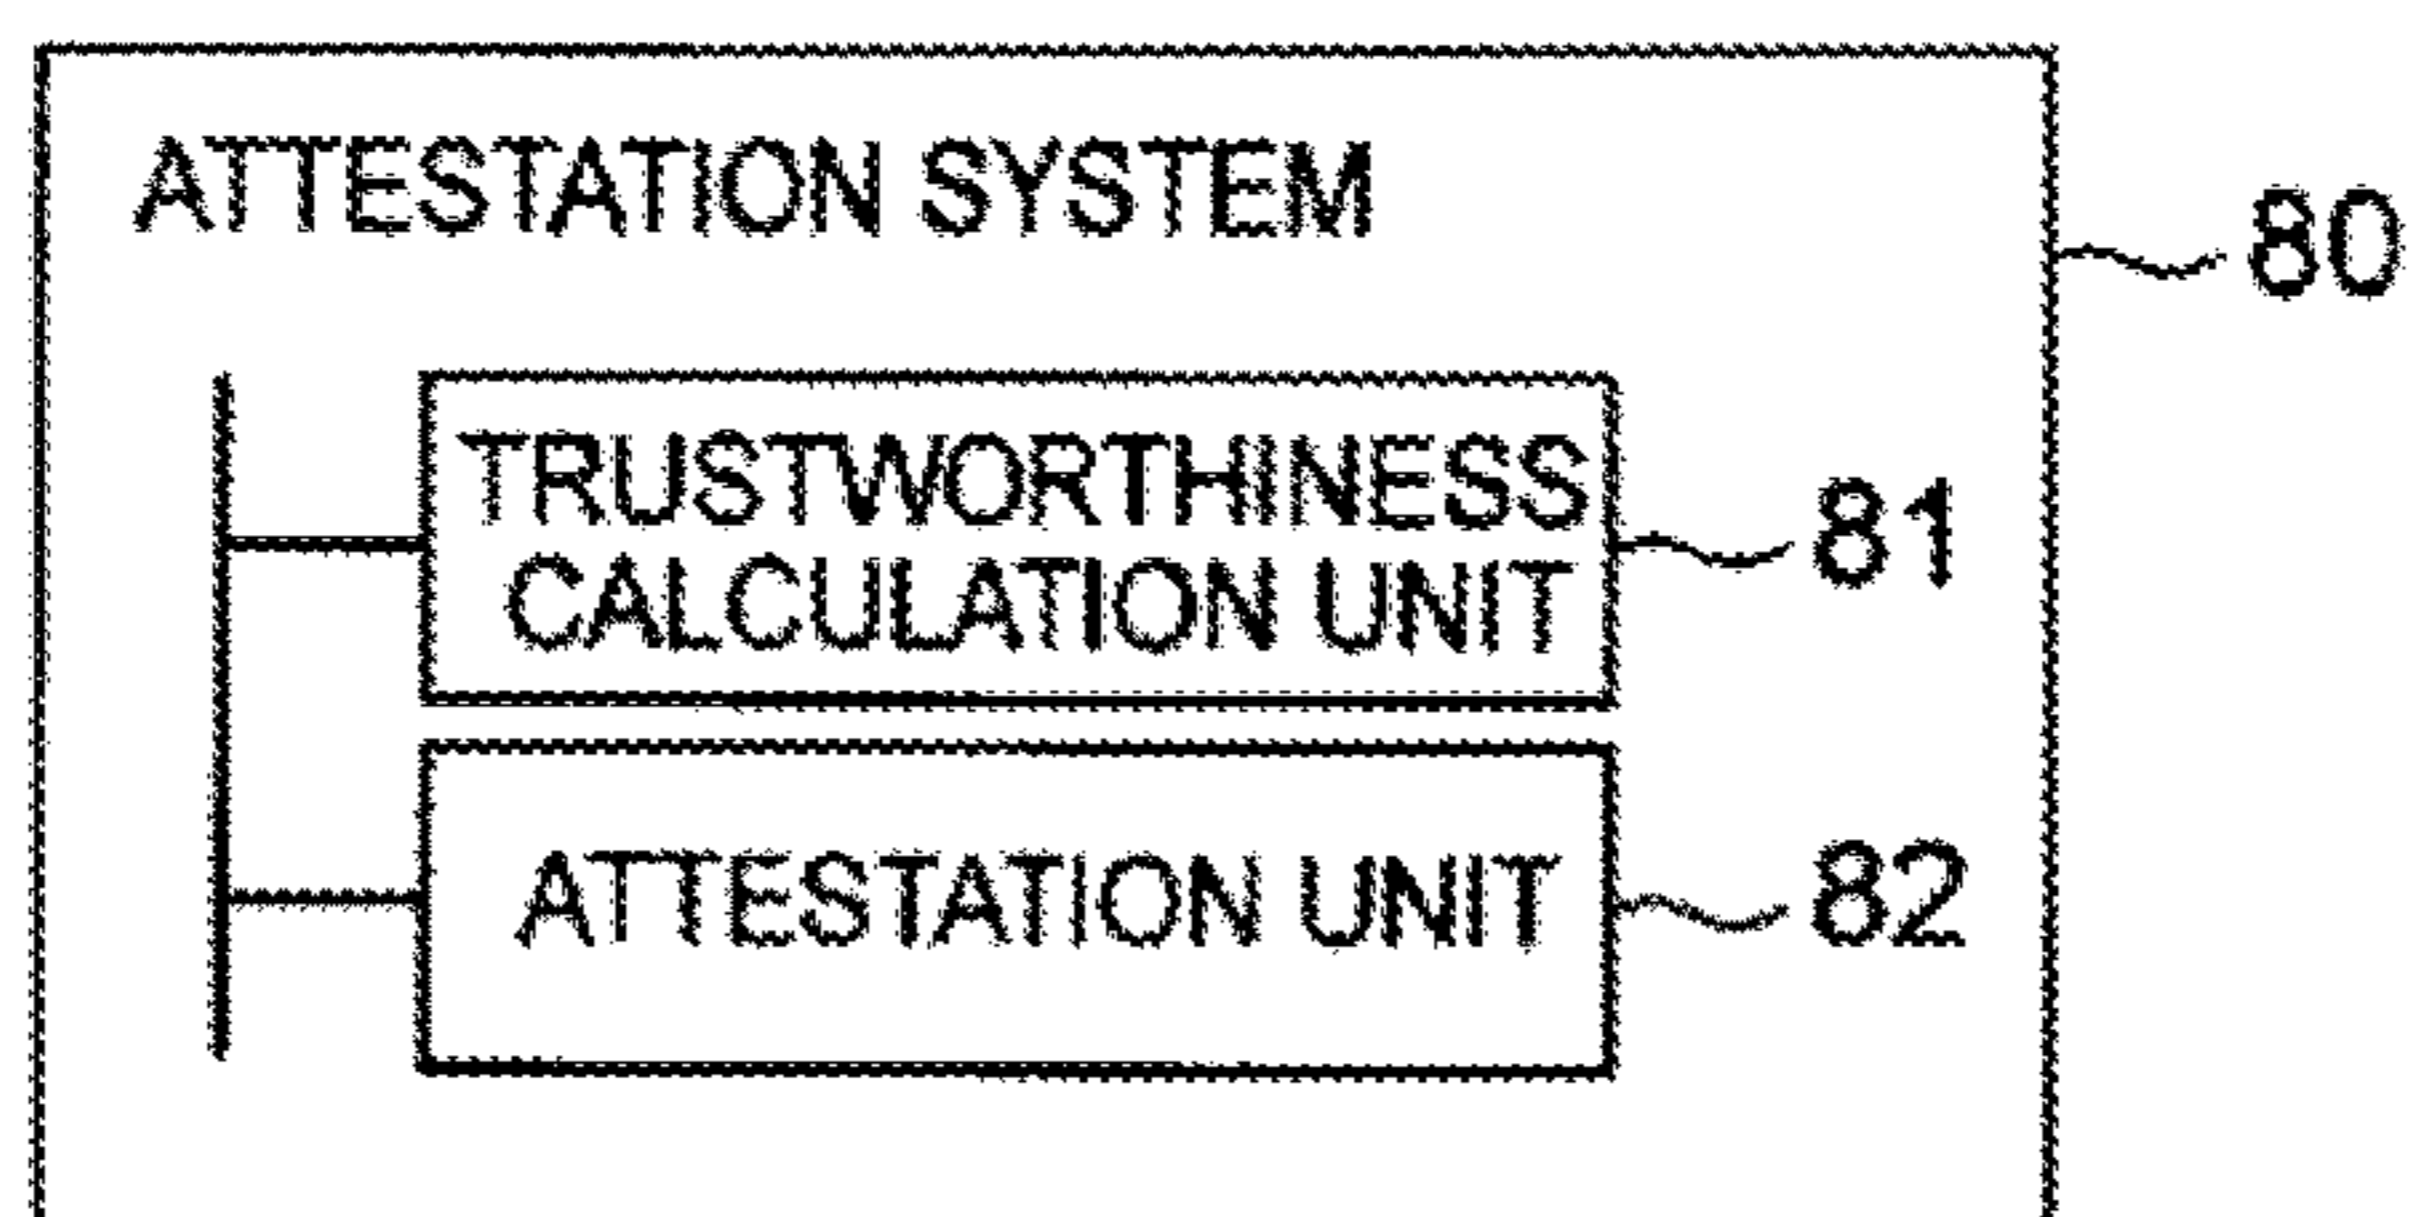 ATTESTATION SYSTEM
80
TRUSTWORTHINESS
CALCULATION UNIT
81
ATTESTATION UNIT
82